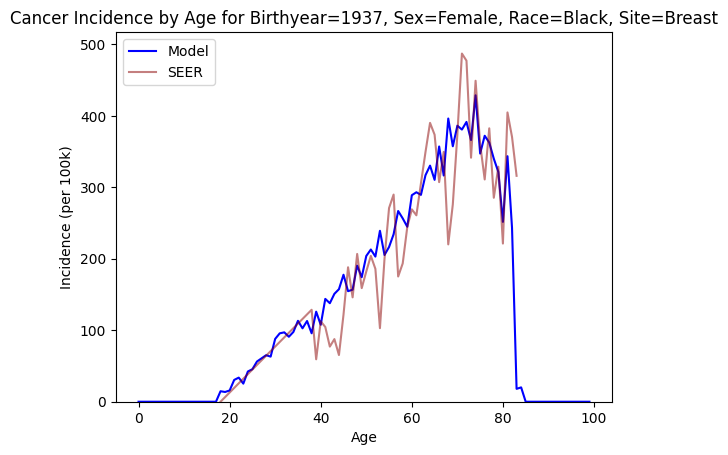 Cancer Incidence by Age for Birthyear=1937, Sex=Female, Race=Black, Site=Breast
Model
SEER
Incidence (per 100k)
500
400
300
200
100
0
0 20 40 60 80 100
Age